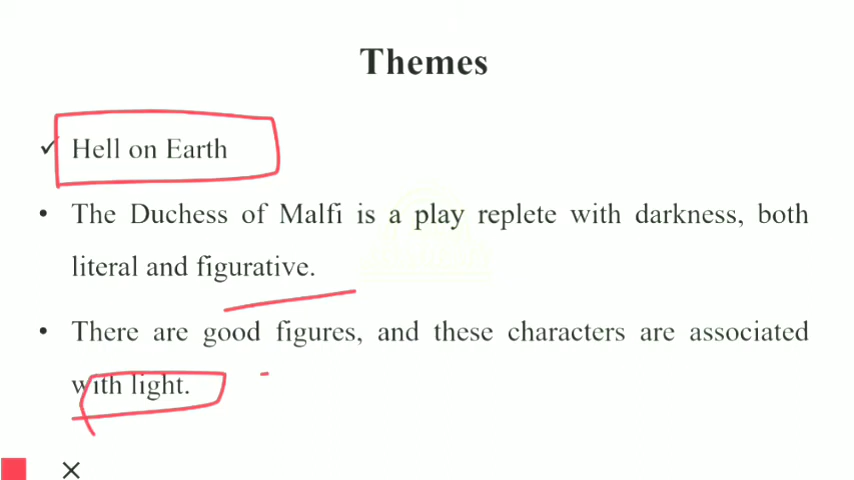 Themes
✓ Hell on Earth
• The Duchess of Malfi is a play replete with darkness, both
literal and figurative.
• There are good figures, and these characters are associated
with light.